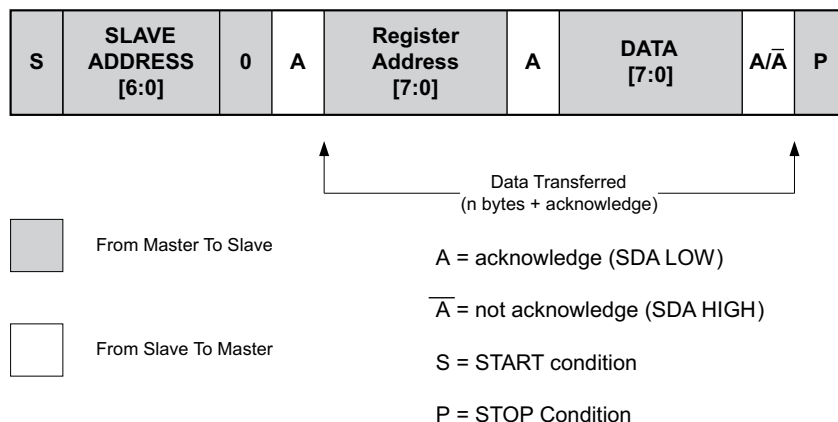 S
SLAVE
ADDRESS
[6:0]
0
A
Register
Address
[7:0]
A
DATA
[7:0]
A/A̅
P
Data Transferred
(n bytes + acknowledge)
From Master To Slave
A = acknowledge (SDA LOW)
A̅ = not acknowledge (SDA HIGH)
From Slave To Master
S = START condition
P = STOP Condition